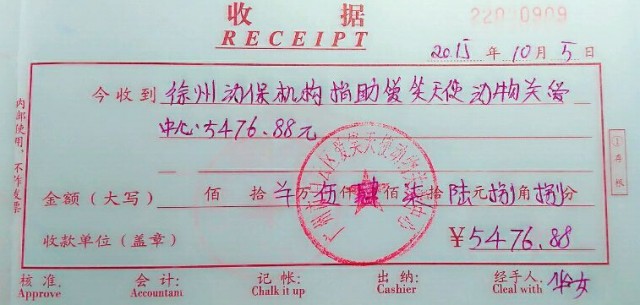 收 据
RECEIPT
22000909
2015 年 10 月 5 日
今收到 徐州动保机构捐助爱笑天使动物关爱
中心:5476.88元
金额(大写) 佰 拾 万 伍仟 肆佰 柒拾 陆元 捌角 捌分
收款单位(盖章) ¥5476.88
核准 会计: 记帐: 出纳: 经手人
Approve Accountant Chalk it up Cashier Cleal with
内部使用、不作发票